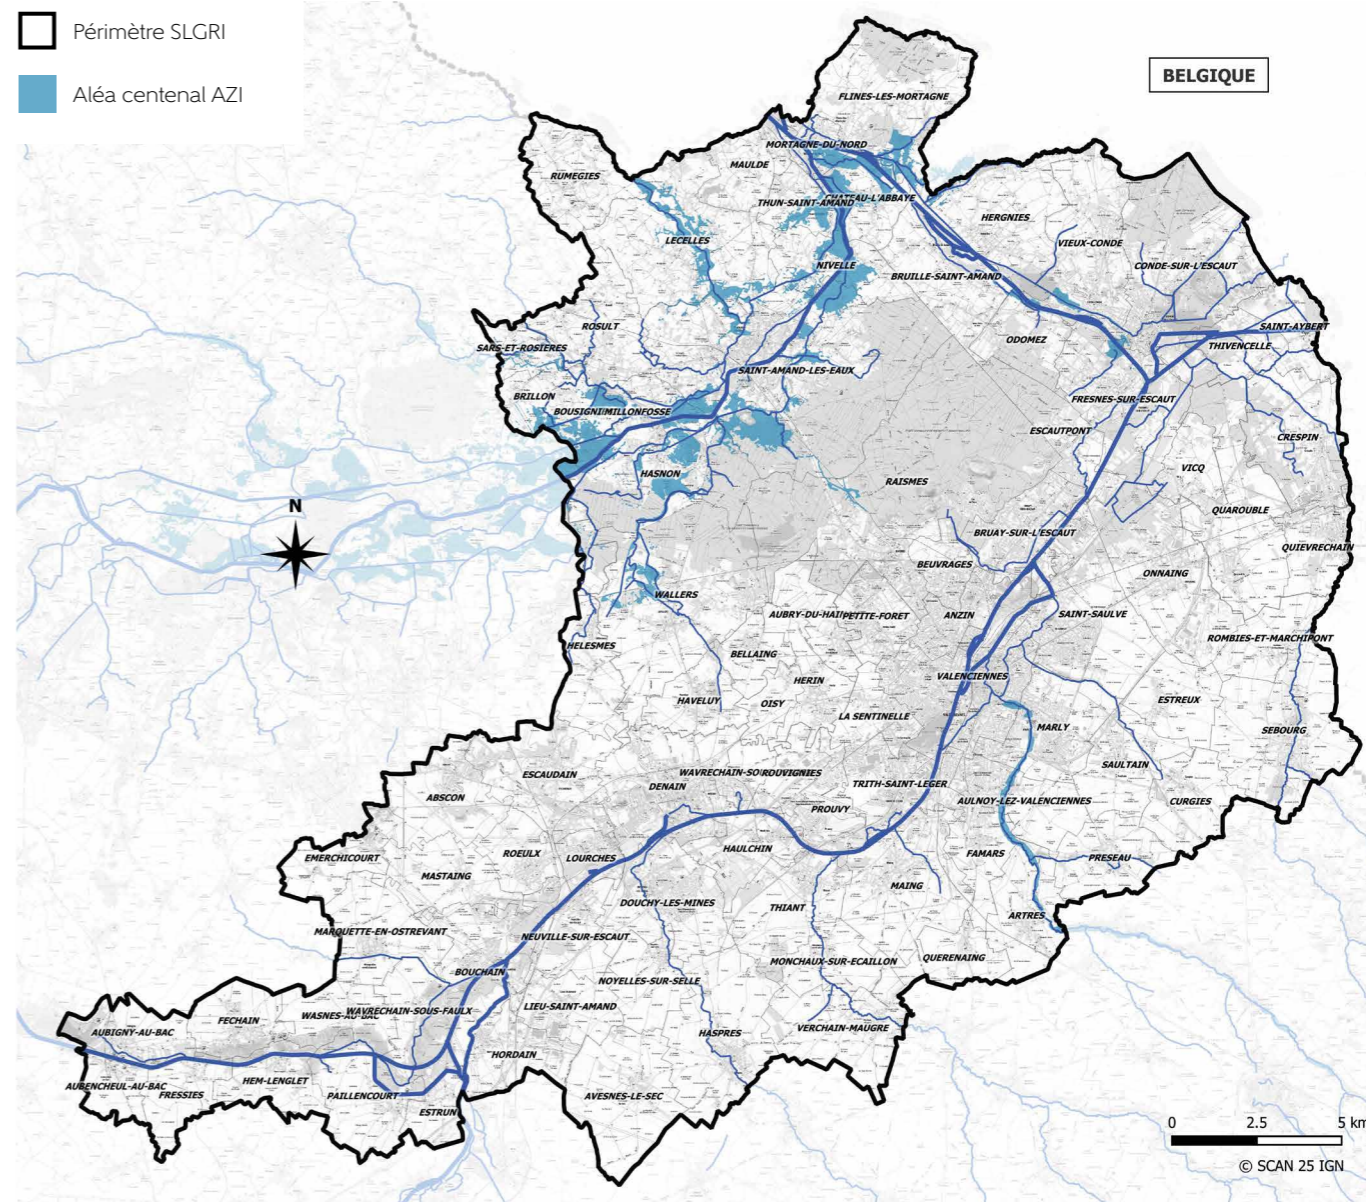 Périmètre SLGRI
Aléa centenal AZI
BELGIQUE
FLINES-LES-MORTAGNE
MORTAGNE-DU-NORD
MAULDE
RUMEGIES
THUN-SAINT-AMAND
CHATEAU-L'ABBAYE
HERGNIES
LECELLES
VIEUX-CONDE
NIVELLE
CONDE-SUR-L'ESCAUT
BRUILLE-SAINT-AMAND
ROSULT
SAINT-AYBERT
SARS-ET-ROSIERES
ODOMEZ
THIVENCELLE
SAINT-AMAND-LES-EAUX
BRILLON
FRESNES-SUR-ESCAUT
BOUSIGNI MILLONFOSSE
ESCAUTPONT
CRESPIN
HASNON
VICQ
RAISMES
N
QUAROUBLE
BRUAY-SUR-L'ESCAUT
QUIEVRECHAIN
BEUVRAGES
ONNAING
WALLERS
AUBRY-DU-HAI
PETITE-FORET
ANZIN
SAINT-SAULVE
HELESMES
ROMBIES-ET-MARCHIPONT
BELLAING
VALENCIENNES
HERIN
HAVELUY
OISY
ESTREUX
LA SENTINELLE
MARLY
SEBOURG
SAULTAIN
ESCAUDAIN
WAVRECHAIN-SO
ROUVIGNIES
DENAIN
TRITH-SAINT-LEGER
ABSCON
AULNOY-LEZ-VALENCIENNES
CURGIES
PROUVY
HAULCHIN
EMERCHICOURT
ROEULX
LOURCHES
FAMARS
PRESEAU
MASTAING
MAING
DOUCHY-LES-MINES
THIANT
ARTRES
MARQUETTE-EN-OSTREVANT
NEUVILLE-SUR-ESCAUT
QUERENAING
MONCHAUX-SUR-ECAILLON
BOUCHAIN
NOYELLES-SUR-SELLE
LIEU-SAINT-AMAND
WAVRECHAIN-SOUS-FAULX
WASNES-AU-BAC
FECHAIN
VERCHAIN-MAUGRE
AUBIGNY-AU-BAC
HASPRES
HORDAIN
HEM-LENGLET
AUBENCHEUL-AU-BAC
FRESSIES
PAILLENCOURT
AVESNES-LE-SEC
ESTRUN
0 2.5 5 km
© SCAN 25 IGN